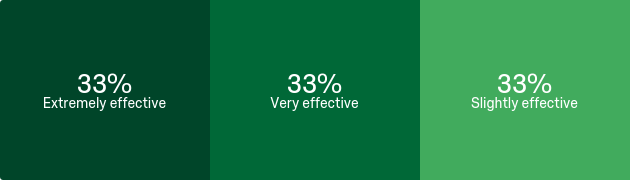 33%
Extremely effective
33%
Very effective
33%
Slightly effective